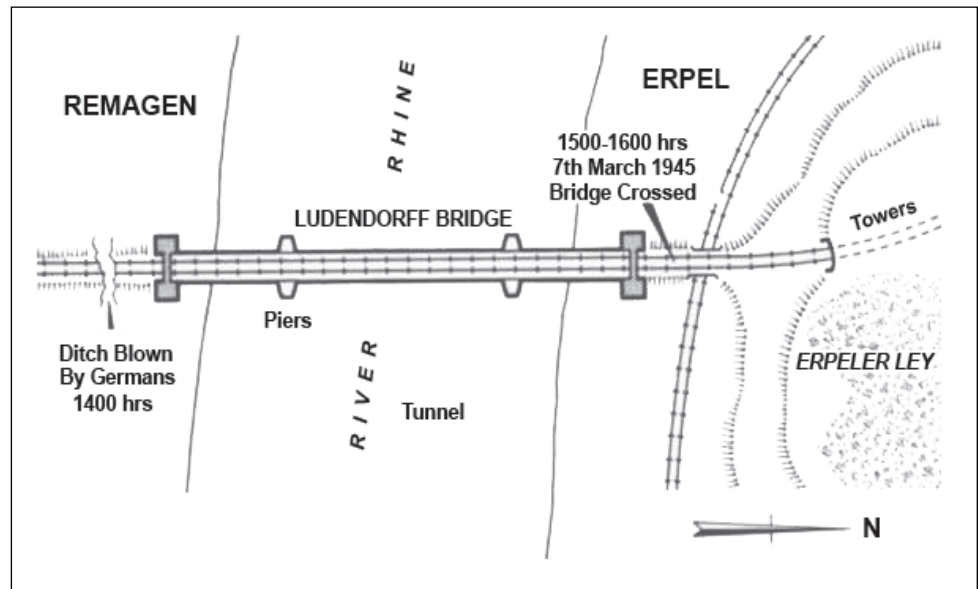 REMAGEN
RHINE
ERPEL
1500-1600 hrs
7th March 1945
Bridge Crossed
LUDENDORFF BRIDGE
Towers
Piers
Ditch Blown
By Germans
1400 hrs
RIVER
Tunnel
ERPELER LEY
N